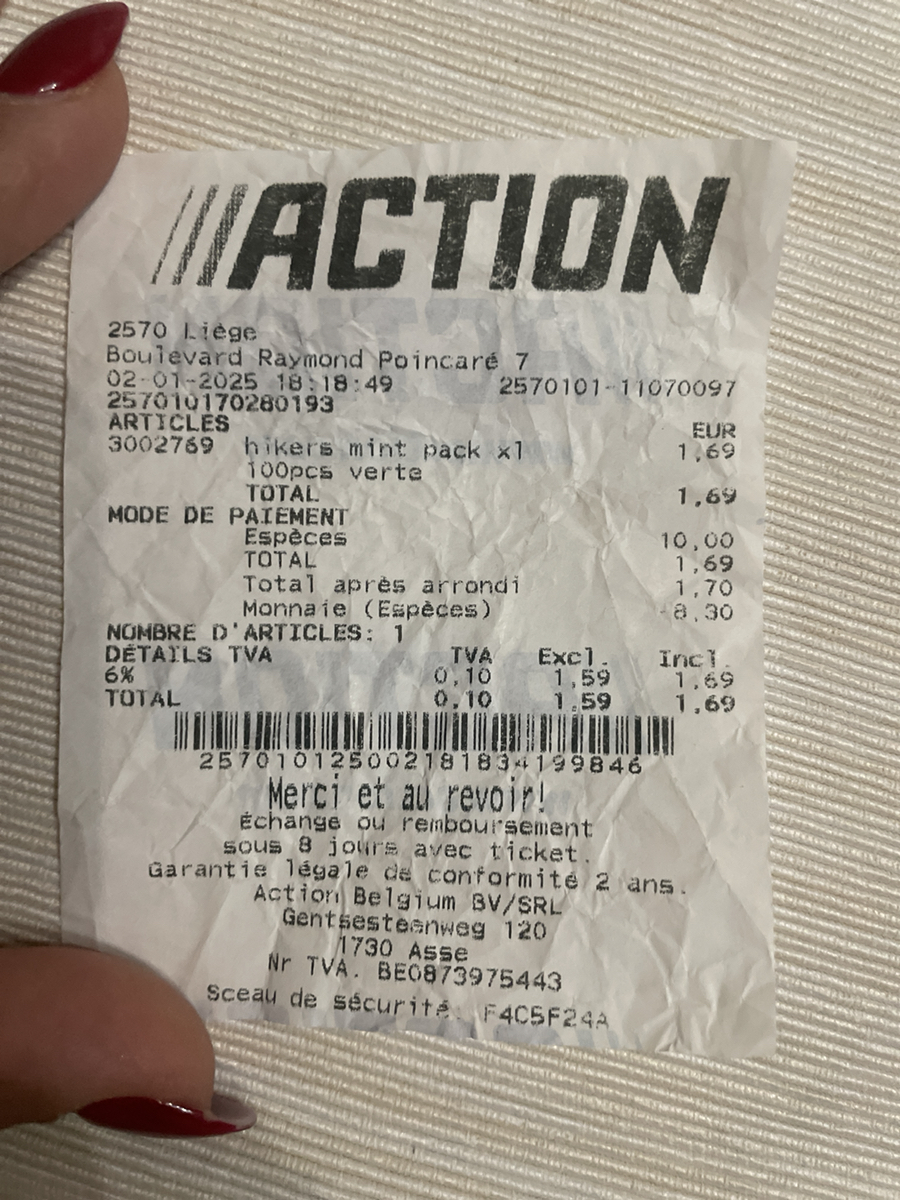 ACTION
2570 Liège
Boulevard Raymond Poincaré 7
02-01-2025 18:18:49 2570101-11070097
257010170280193
ARTICLES EUR
3002769 hikers mint pack x1 1,69
100pcs verte
TOTAL 1,69
MODE DE PAIEMENT
Espèces 10,00
TOTAL 1,69
Total après arrondi 1,70
Monnaie (Espèces) -8,30
NOMBRE D'ARTICLES: 1
DÉTAILS TVA TVA Excl. Incl.
6% 0,10 1,59 1,69
TOTAL 0,10 1,59 1,69
257010125002181834199846
Merci et au revoir!
Échange ou remboursement
sous 8 jours avec ticket.
Garantie légale de conformité 2 ans.
Action Belgium BV/SRL
Gentsesteenweg 120
1730 Asse
Nr TVA. BE0873975443
Sceau de sécurité: F4C5F24A